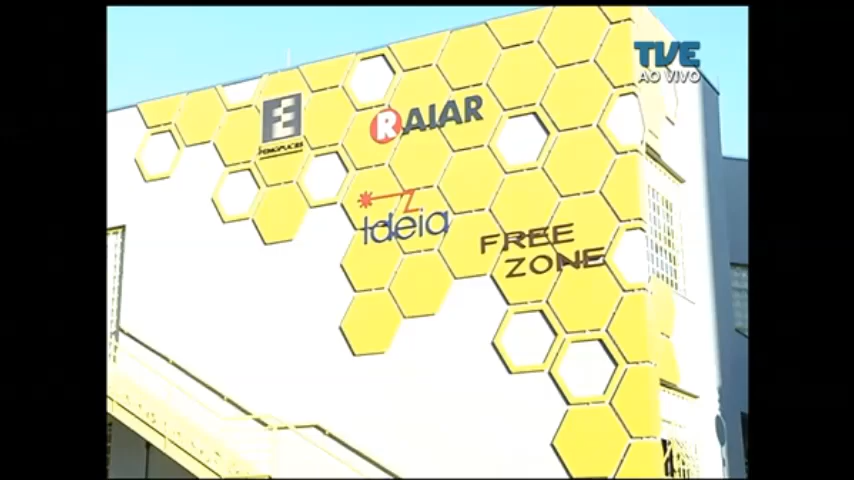 TVE
AO VIVO
RAIAR
Ideia
FREE
ZONE